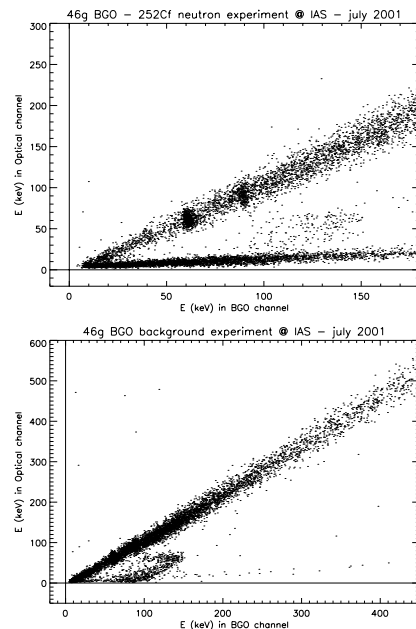 46g BGO - 252Cf neutron experiment @ IAS - july 2001
300
250
200
150
100
50
0
E (keV) in Optical channel
0 50 100 150
E (keV) in BGO channel
46g BGO background experiment @ IAS - july 2001
600
500
400
300
200
100
0
E (keV) in Optical channel
0 100 200 300 400
E (keV) in BGO channel